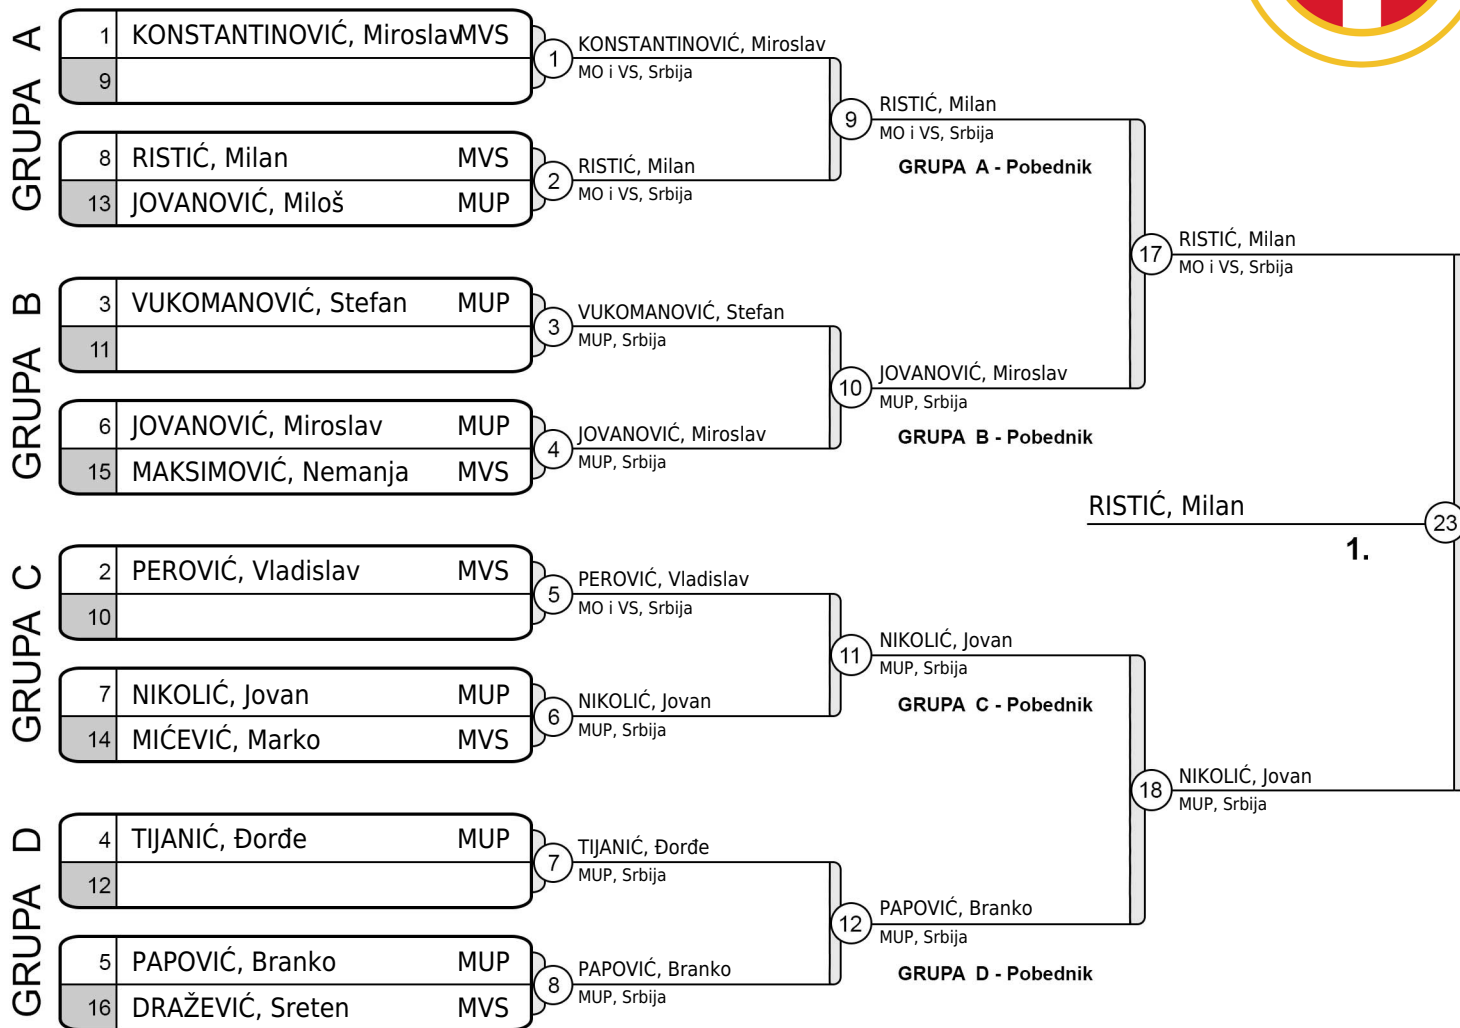 GRUPA A
1 KONSTANTINOVIĆ, Miroslav MVS
9
8 RISTIĆ, Milan MVS
13 JOVANOVIĆ, Miloš MUP
1 KONSTANTINOVIĆ, Miroslav
MO i VS, Srbija
2 RISTIĆ, Milan
MO i VS, Srbija
9 RISTIĆ, Milan
MO i VS, Srbija
GRUPA A - Pobednik
GRUPA B
3 VUKOMANOVIĆ, Stefan MUP
11
6 JOVANOVIĆ, Miroslav MUP
15 MAKSIMOVIĆ, Nemanja MVS
3 VUKOMANOVIĆ, Stefan
MUP, Srbija
4 JOVANOVIĆ, Miroslav
MUP, Srbija
10 JOVANOVIĆ, Miroslav
MUP, Srbija
GRUPA B - Pobednik
17 RISTIĆ, Milan
MO i VS, Srbija
RISTIĆ, Milan 23
1.
GRUPA C
2 PEROVIĆ, Vladislav MVS
10
7 NIKOLIĆ, Jovan MUP
14 MIĆEVIĆ, Marko MVS
5 PEROVIĆ, Vladislav
MO i VS, Srbija
6 NIKOLIĆ, Jovan
MUP, Srbija
11 NIKOLIĆ, Jovan
MUP, Srbija
GRUPA C - Pobednik
GRUPA D
4 TIJANIĆ, Đorđe MUP
12
5 PAPOVIĆ, Branko MUP
16 DRAŽEVIĆ, Sreten MVS
7 TIJANIĆ, Đorđe
MUP, Srbija
8 PAPOVIĆ, Branko
MUP, Srbija
12 PAPOVIĆ, Branko
MUP, Srbija
GRUPA D - Pobednik
18 NIKOLIĆ, Jovan
MUP, Srbija